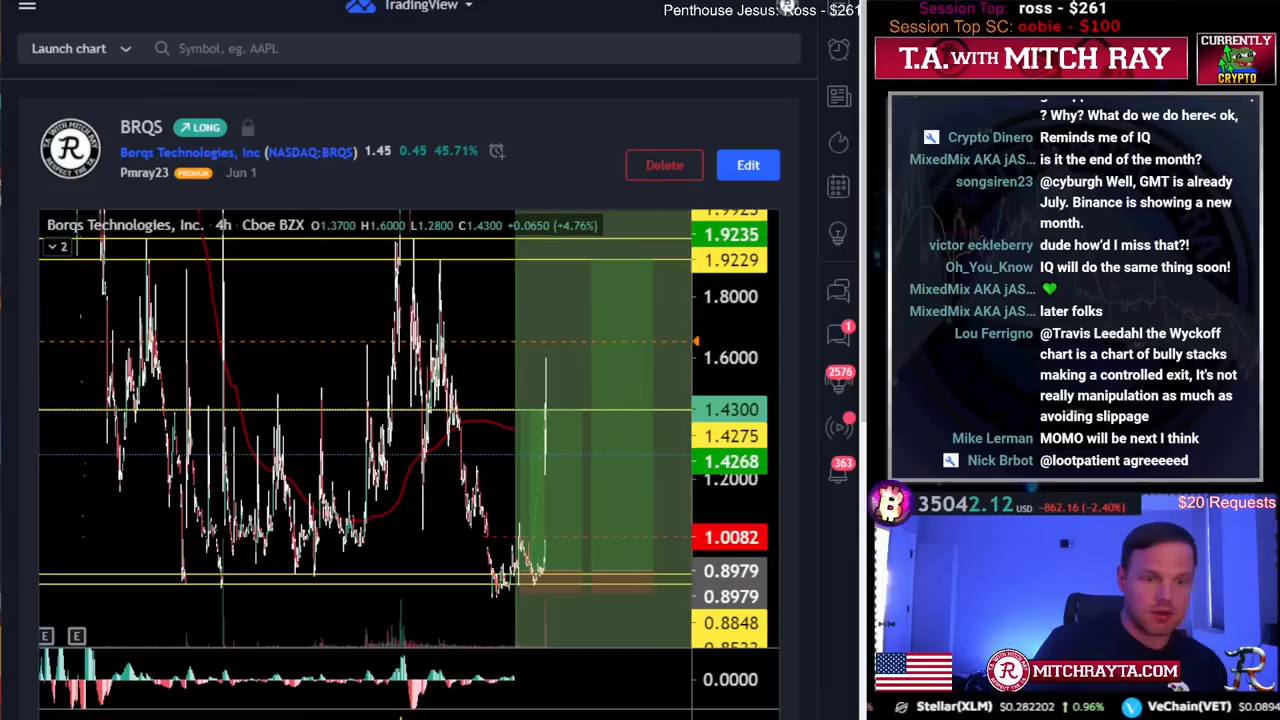 TradingView
Penthouse Jesus: Ross - $261
Launch chart
Symbol, eg. AAPL
BRQS
LONG
Borqs Technologies, Inc (NASDAQ:BRQS) 1.45 0.45 45.71%
Pmray23 PREMIUM Jun 1
Delete
Edit
Borqs Technologies, Inc. · 4h · Cboe BZX O1.3700 H1.6000 L1.2800 C1.4300 +0.0650 (+4.76%)
2
1.9235
1.9229
1.8000
1.6000
1.4300
1.4275
1.4268
1.2000
1.0082
0.8979
0.8979
0.8848
E E
0.0000
1
2576
363
Session Top: ross - $261
Session Top SC: oobie - $100
T.A. WITH MITCH RAY
CURRENTLY
CRYPTO
? Why? What do we do here< ok,
Crypto Dinero Reminds me of IQ
MixedMix AKA jAS... is it the end of the month?
songsiren23 @cyburgh Well, GMT is already
July. Binance is showing a new
month.
victor eckleberry dude how'd I miss that?!
Oh_You_Know IQ will do the same thing soon!
MixedMix AKA jAS... 💚
MixedMix AKA jAS... later folks
Lou Ferrigno @Travis Leedahl the Wyckoff
chart is a chart of bully stacks
making a controlled exit, It's not
really manipulation as much as
avoiding slippage
Mike Lerman MOMO will be next I think
Nick Brbot @lootpatient agreeeeed
35042.12 USD -862.16 (-2.40%)
$20 Requests
MITCHRAYTA.COM
Stellar(XLM) $0.282202 0.96% VeChain(VET) $0.0894